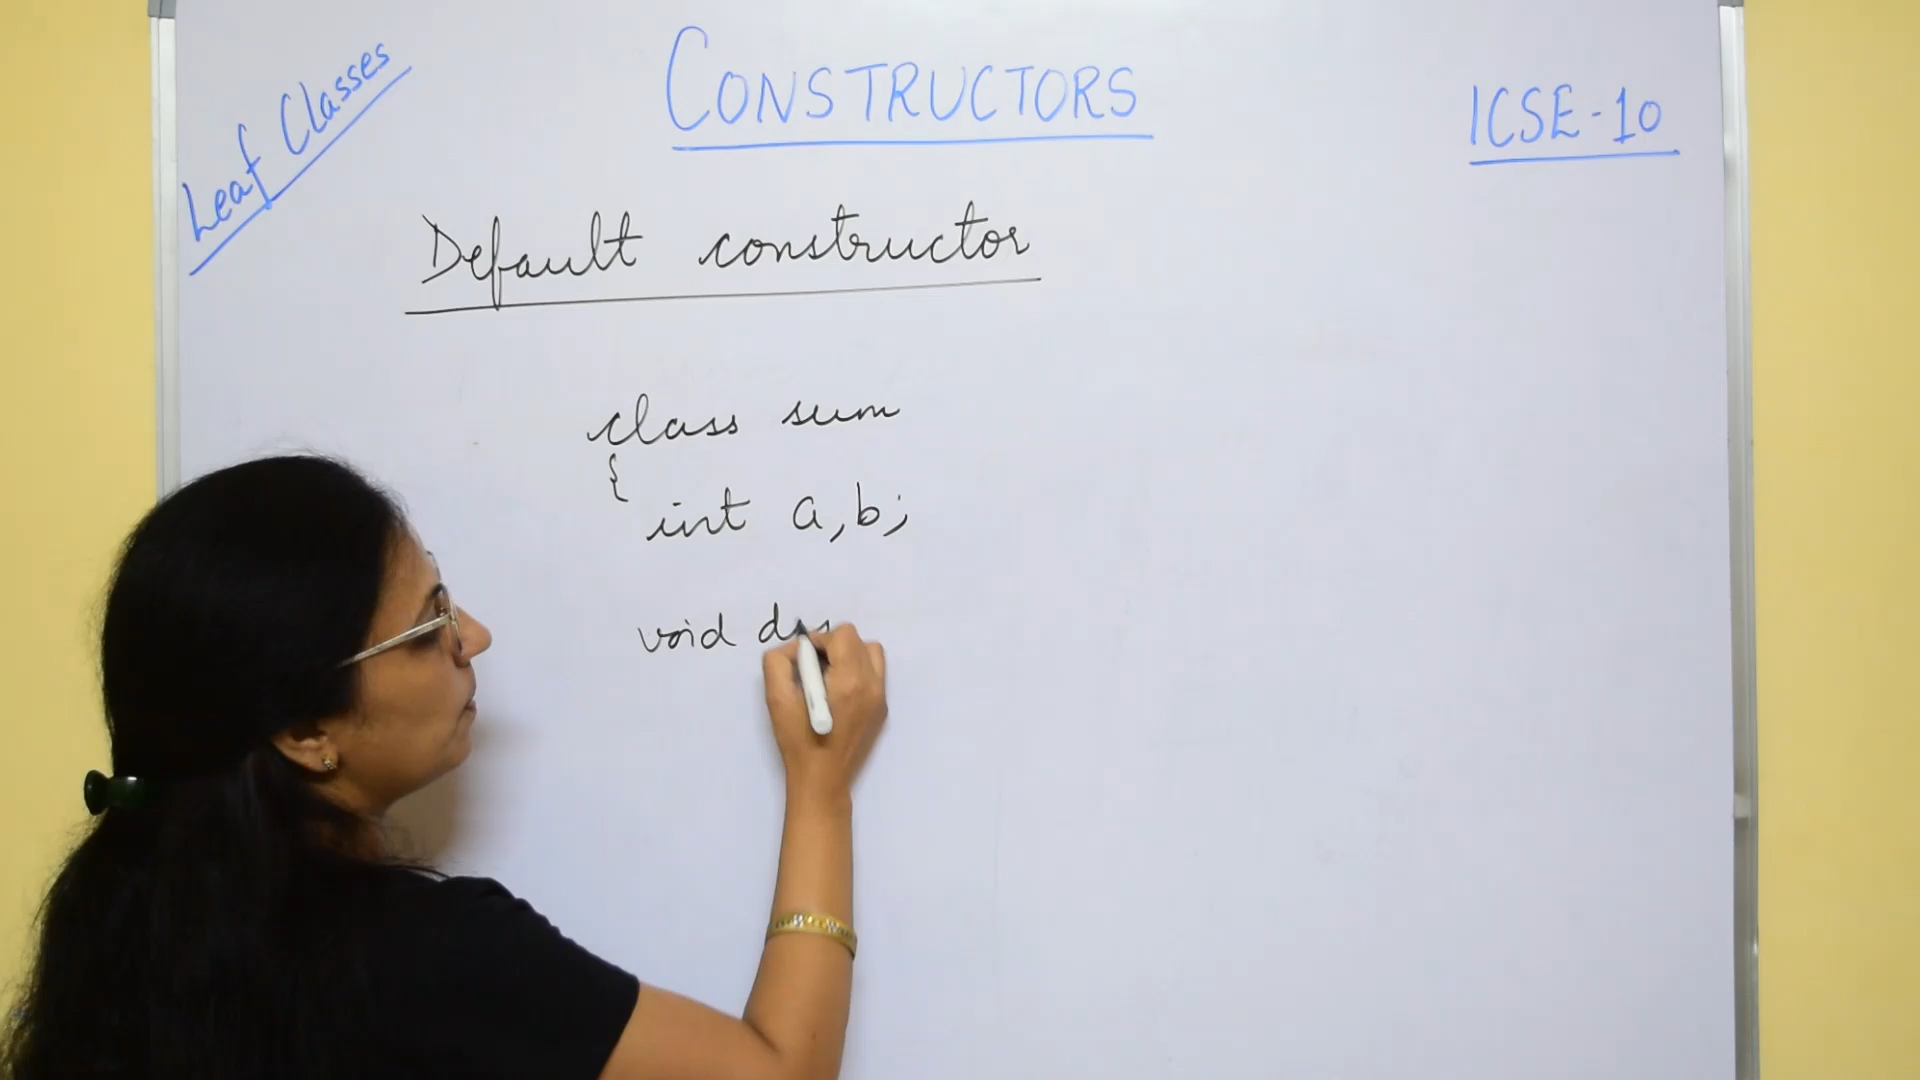 Leaf Classes
CONSTRUCTORS
ICSE-10
Default constructor
class sum
{
int a,b;
void